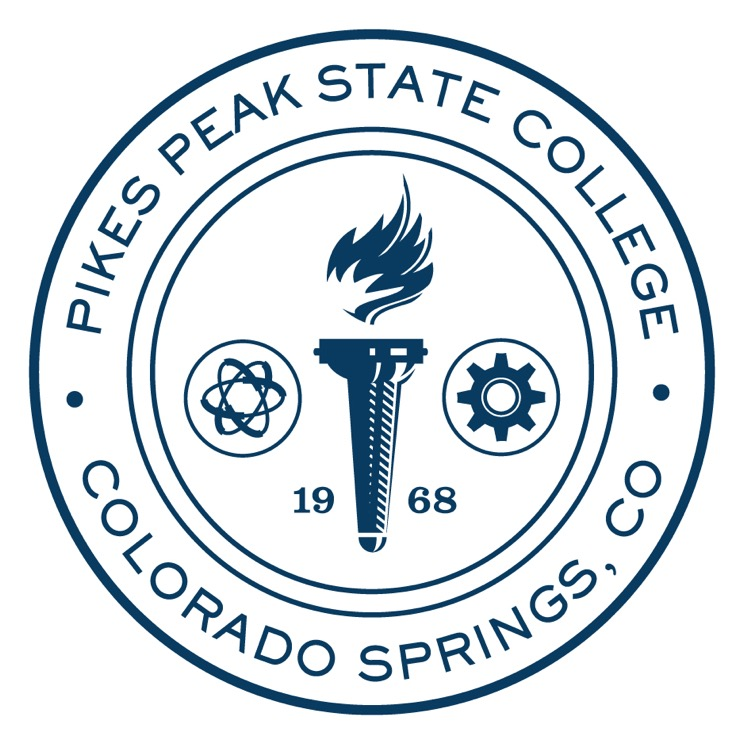 PIKES PEAK STATE COLLEGE
19 68
COLORADO SPRINGS, CO